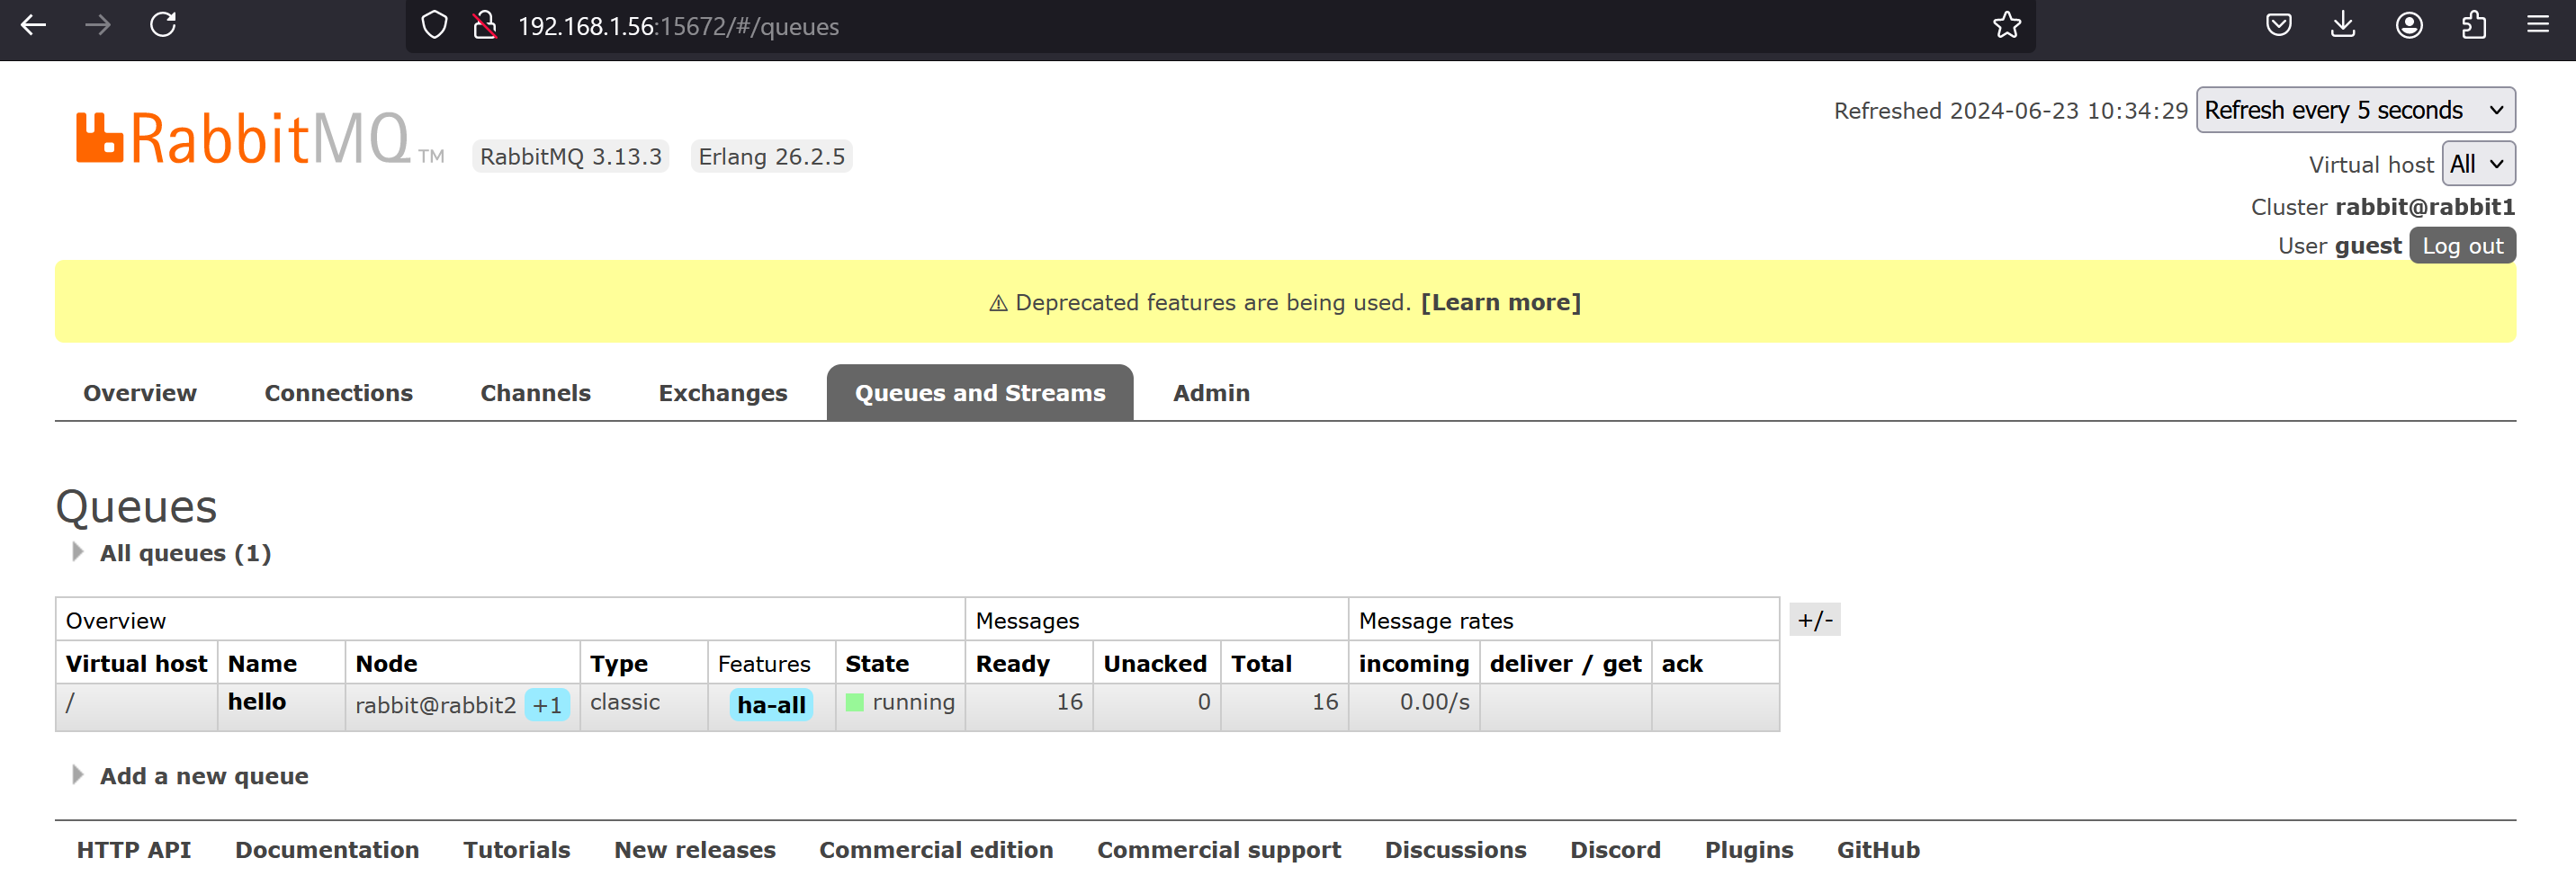 192.168.1.56:15672/#/queues
RabbitMQ TM RabbitMQ 3.13.3 Erlang 26.2.5
Refreshed 2024-06-23 10:34:29 Refresh every 5 seconds
Virtual host All
Cluster rabbit@rabbit1
User guest Log out
⚠ Deprecated features are being used. [Learn more]
Overview Connections Channels Exchanges Queues and Streams Admin
Queues
All queues (1)
Overview Messages Message rates +/-
Virtual host Name Node Type Features State Ready Unacked Total incoming deliver / get ack
/ hello rabbit@rabbit2 +1 classic ha-all running 16 0 16 0.00/s
Add a new queue
HTTP API Documentation Tutorials New releases Commercial edition Commercial support Discussions Discord Plugins GitHub